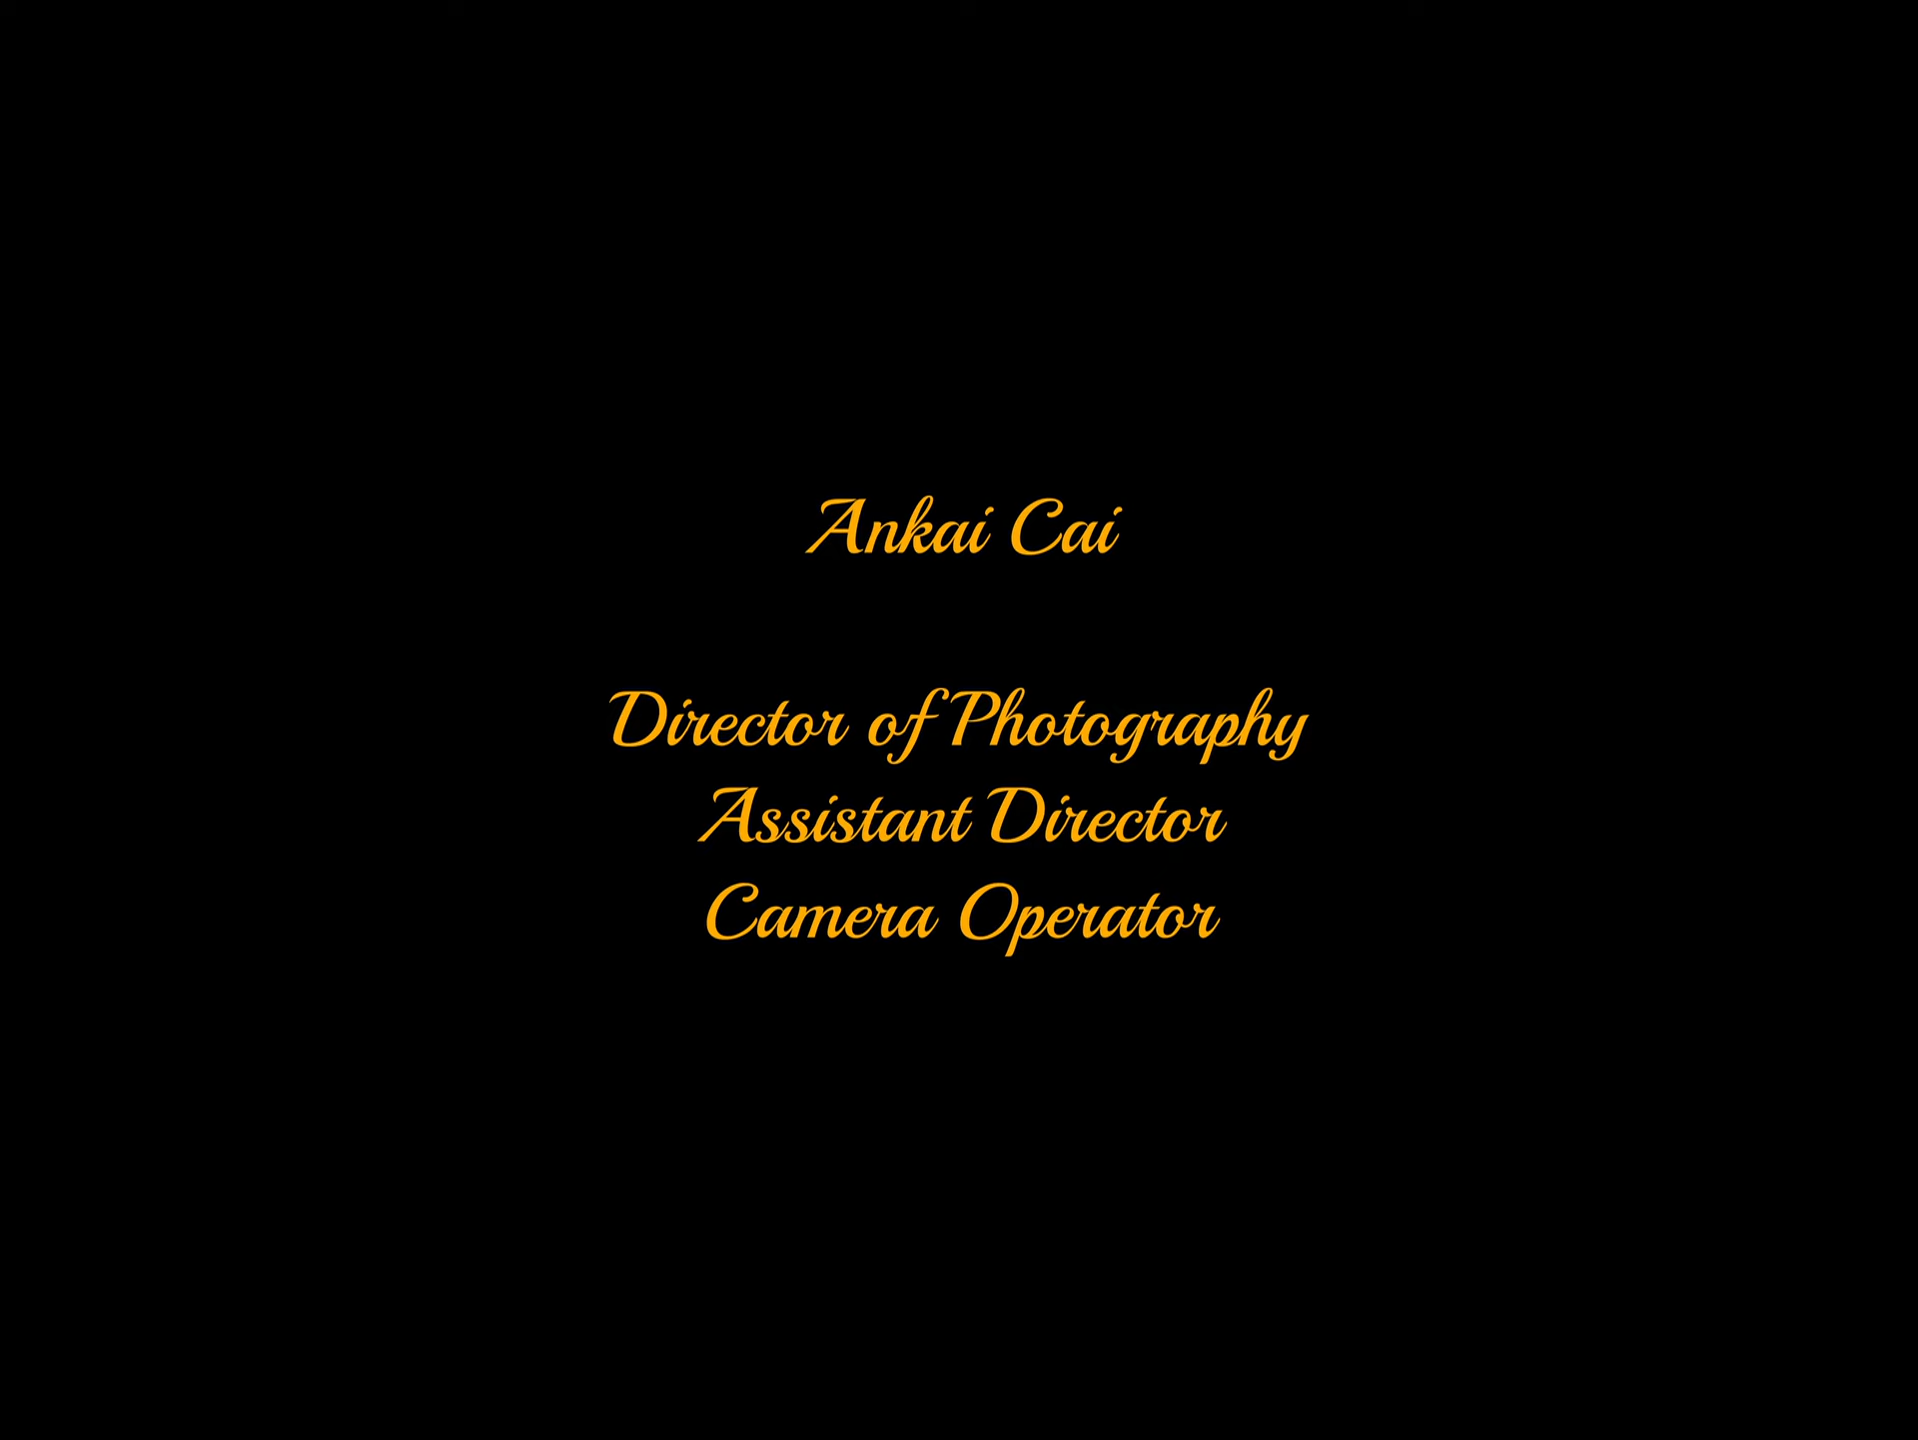 Ankai Cai
Director of Photography
Assistant Director
Camera Operator